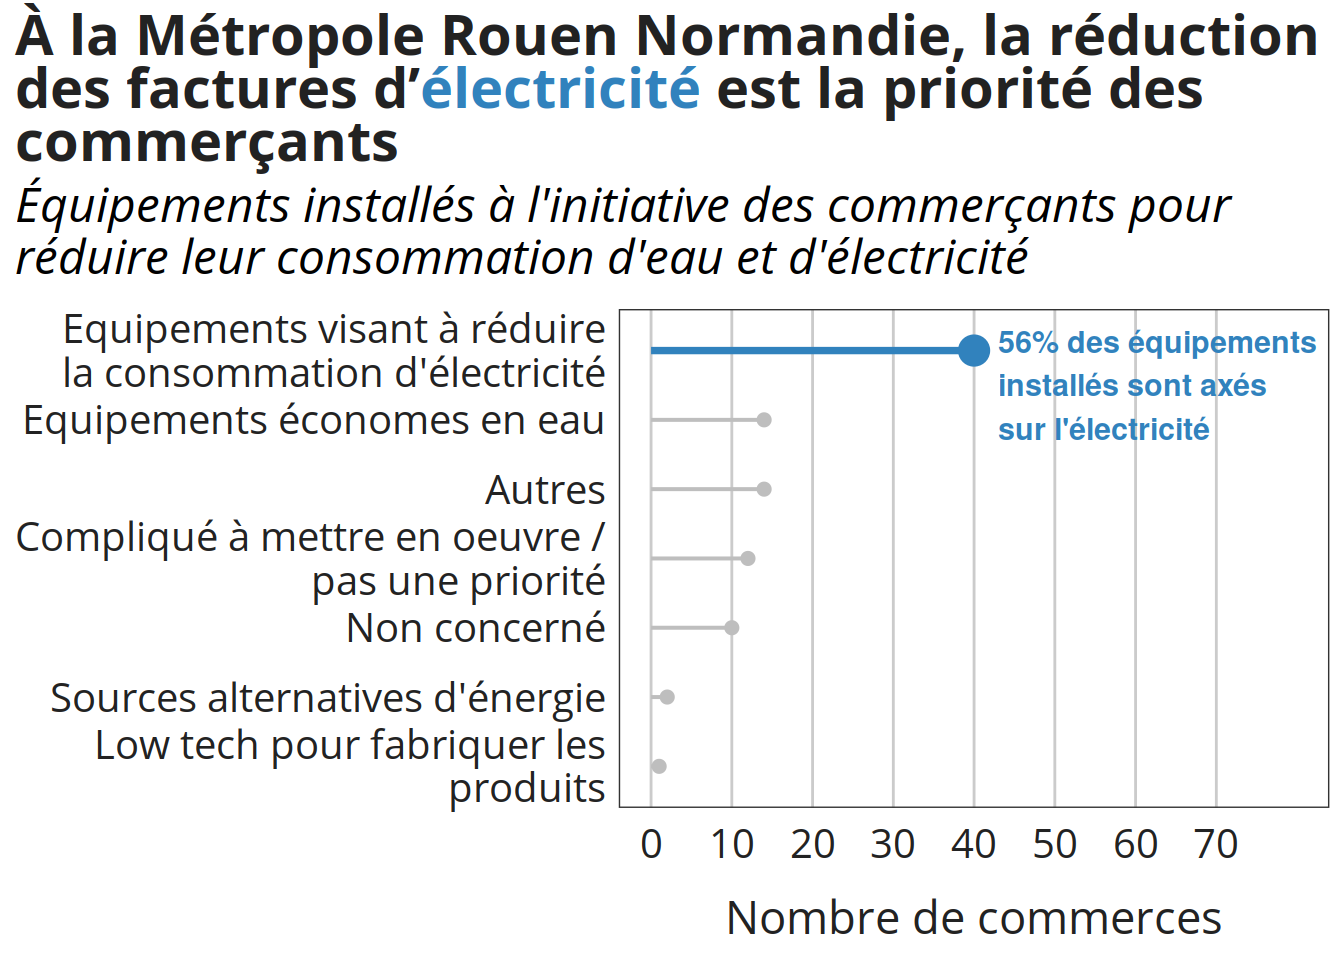 À la Métropole Rouen Normandie, la réduction
des factures d’électricité est la priorité des
commerçants
Équipements installés à l'initiative des commerçants pour
réduire leur consommation d'eau et d'électricité
Equipements visant à réduire
la consommation d'électricité
Equipements économes en eau
Autres
Compliqué à mettre en oeuvre /
pas une priorité
Non concerné
Sources alternatives d'énergie
Low tech pour fabriquer les
produits
56% des équipements
installés sont axés
sur l'électricité
0 10 20 30 40 50 60 70
Nombre de commerces